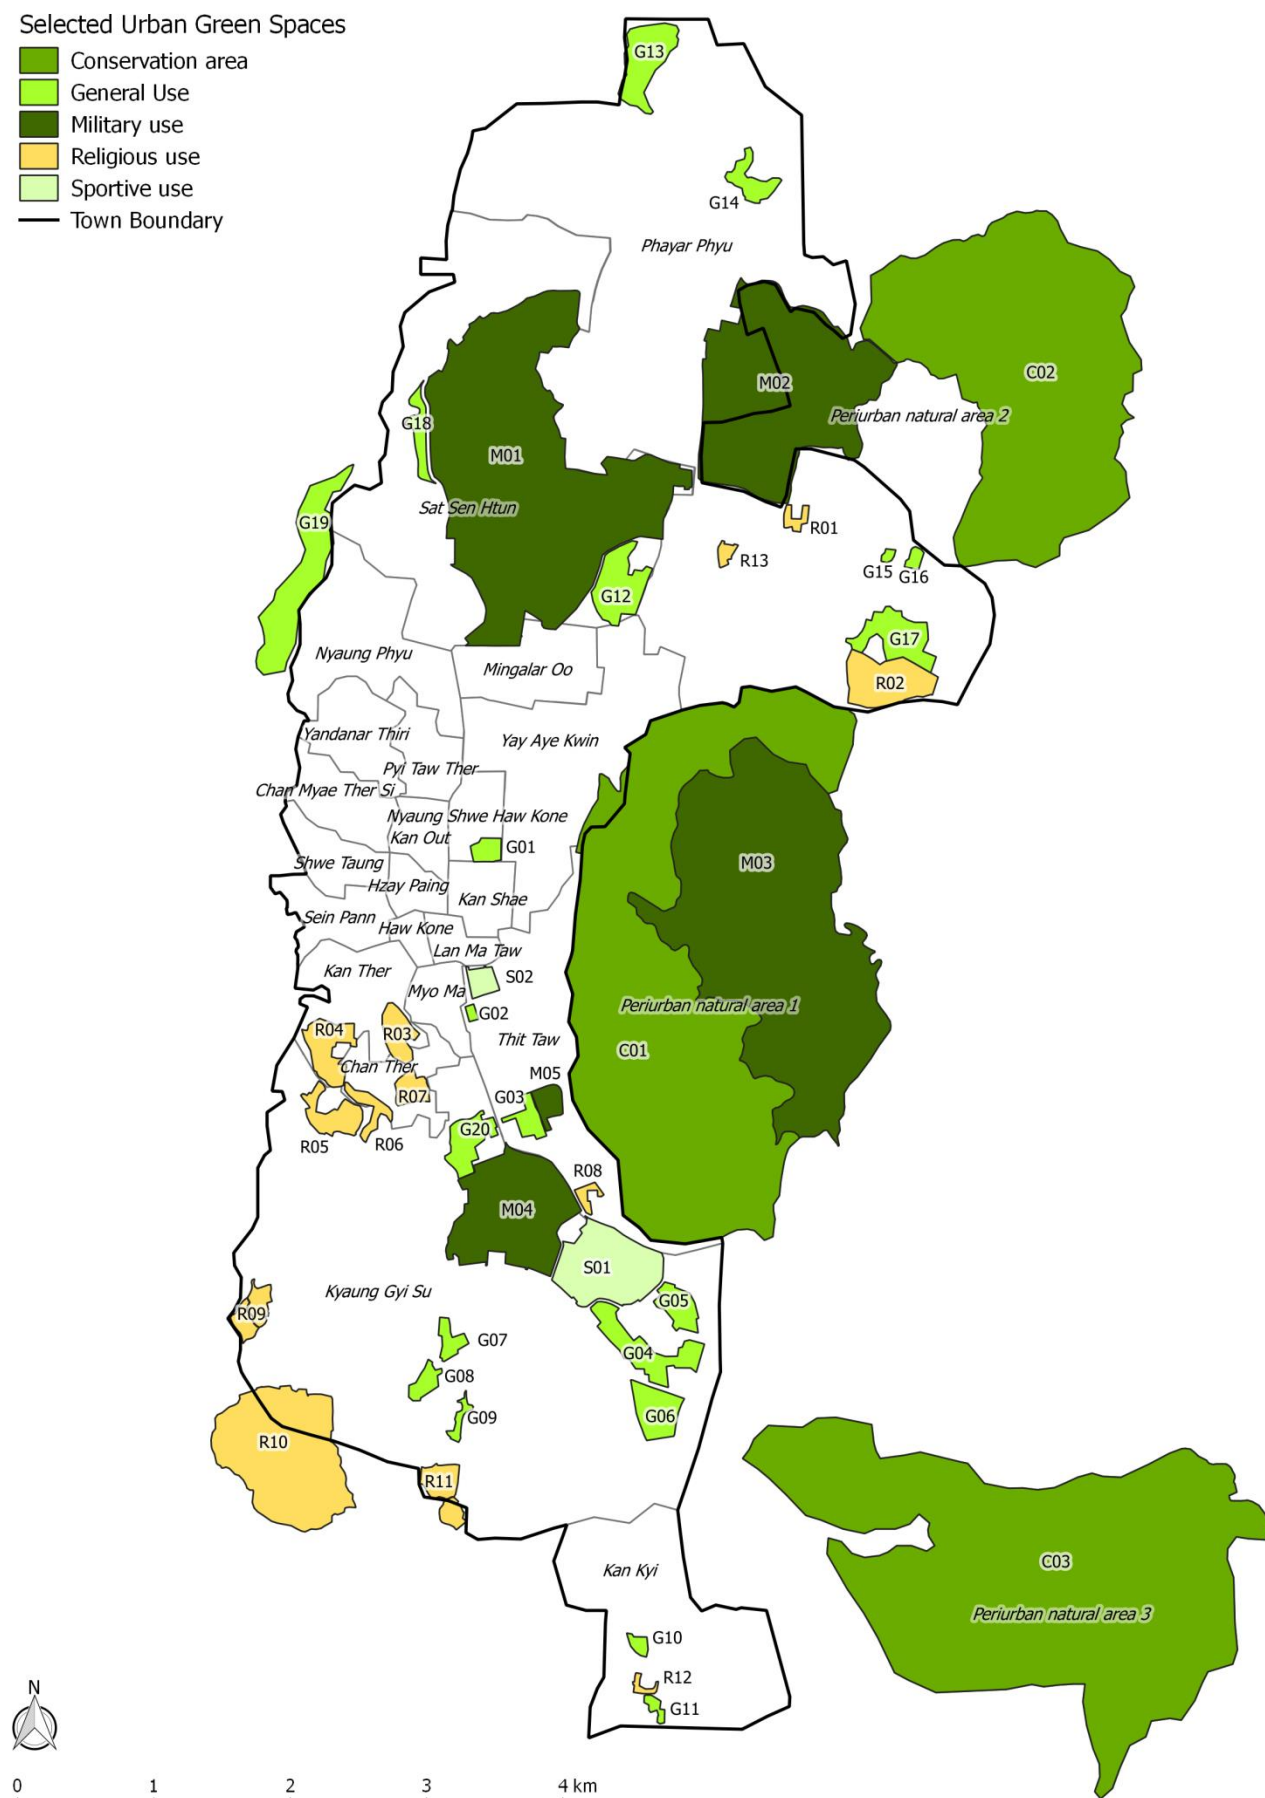 Selected Urban Green Spaces
Conservation area
General Use
Military use
Religious use
Sportive use
Town Boundary
G13
G14
Phayar Phyu
C02
M02
Periurban natural area 2
G18
M01
Sat Sen Htun
G19
R01
R13
G15
G16
G12
G17
Nyaung Phyu
Mingalar Oo
R02
Yandanar Thiri
Yay Aye Kwin
Pyi Taw Ther
Chan Myae Ther Si
Nyaung Shwe Haw Kone
Kan Out
G01
Shwe Taung
M03
Hzay Paing
Kan Shae
Sein Pann
Haw Kone
Lan Ma Taw
Kan Ther
S02
Myo Ma
Periurban natural area 1
G02
R04
R03
Thit Taw
C01
Chan Ther
M05
R07
G03
G20
R05
R06
R08
M04
S01
Kyaung Gyi Su
G05
R09
G07
G04
G08
G06
G09
R10
R11
C03
Kan Kyi
Periurban natural area 3
G10
R12
G11
N
0 1 2 3 4 km